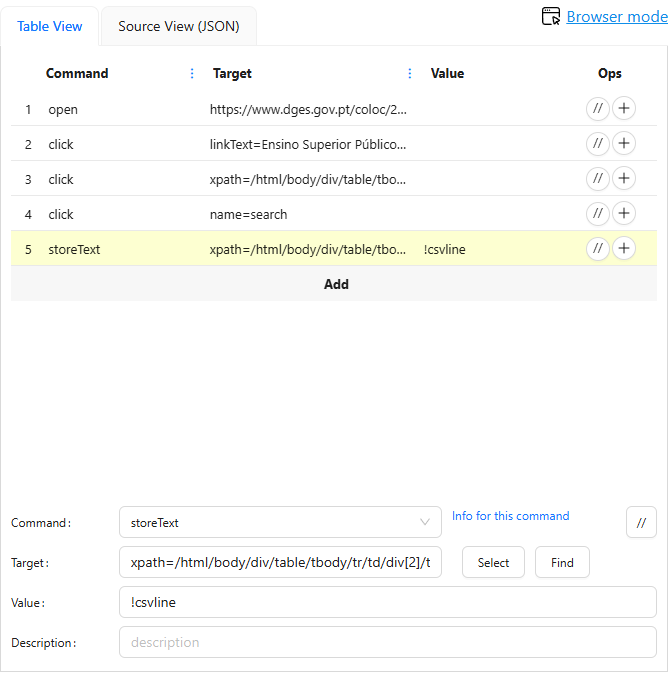 Table View Source View (JSON) Browser mode
Command Target Value Ops
1 open https://www.dges.gov.pt/coloc/2... // +
2 click linkText=Ensino Superior Público... // +
3 click xpath=/html/body/div/table/tbo... // +
4 click name=search // +
5 storeText xpath=/html/body/div/table/tbo... !csvline // +
Add
Command: storeText Info for this command //
Target: xpath=/html/body/div/table/tbody/tr/td/div[2]/t Select Find
Value: !csvline
Description: description